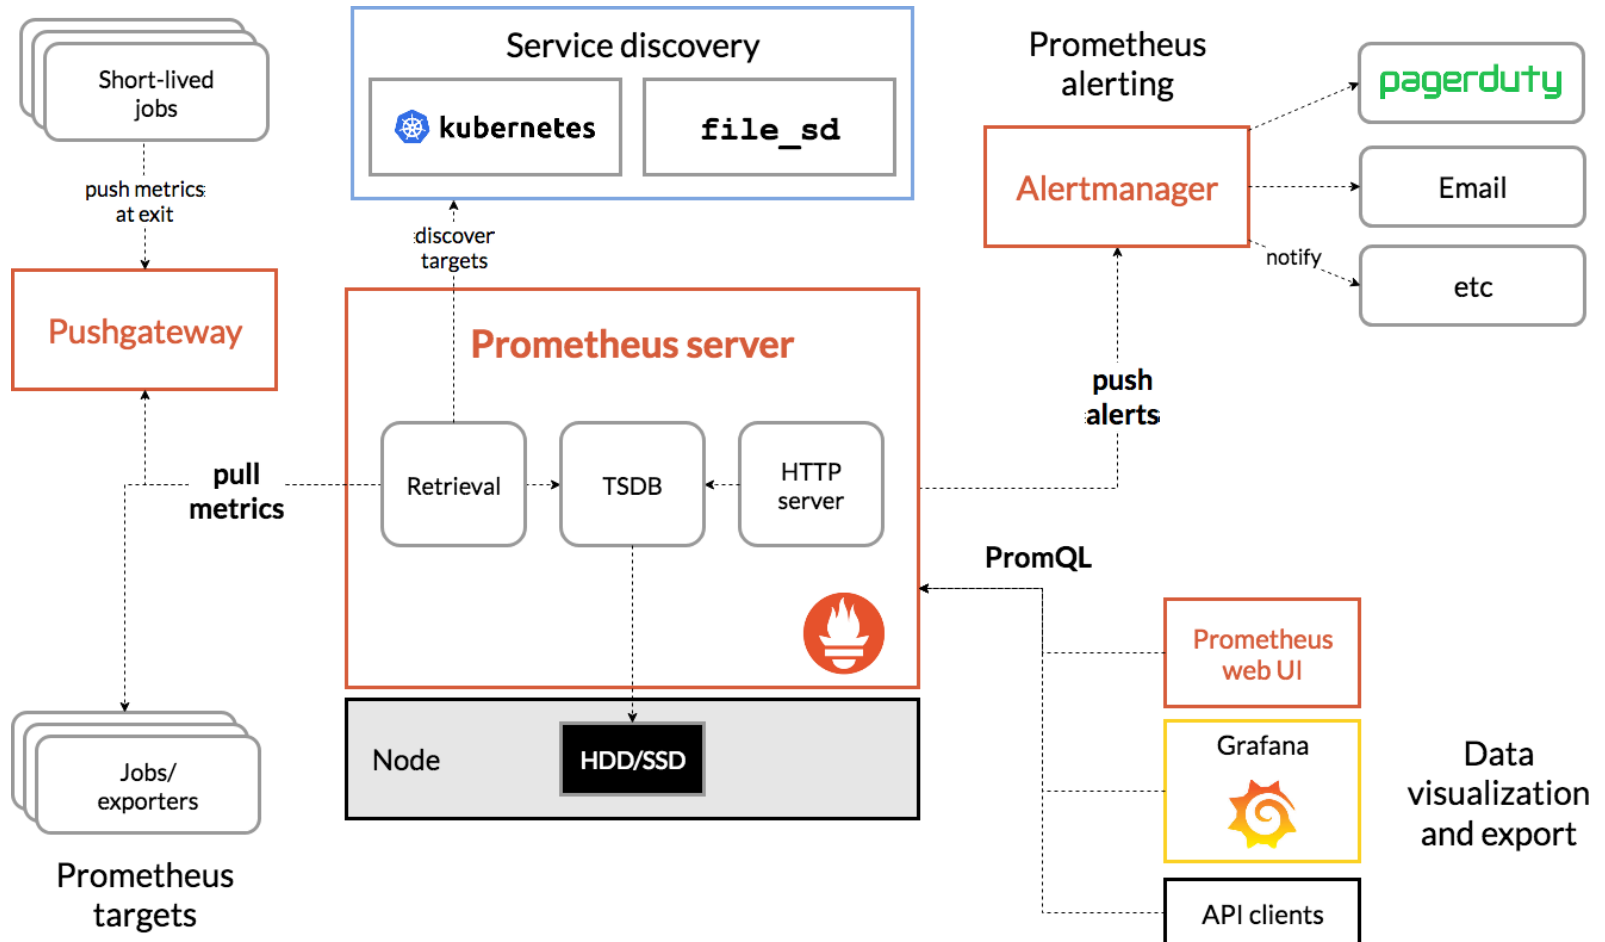 Short-lived
jobs
push metrics
at exit
Pushgateway
pull
metrics
Jobs/
exporters
Prometheus
targets
Service discovery
kubernetes
file_sd
discover
targets
Prometheus server
Retrieval
TSDB
HTTP
server
Node
HDD/SSD
Prometheus
alerting
Alertmanager
pagerduty
Email
notify
etc
push
alerts
PromQL
Prometheus
web UI
Grafana
API clients
Data
visualization
and export